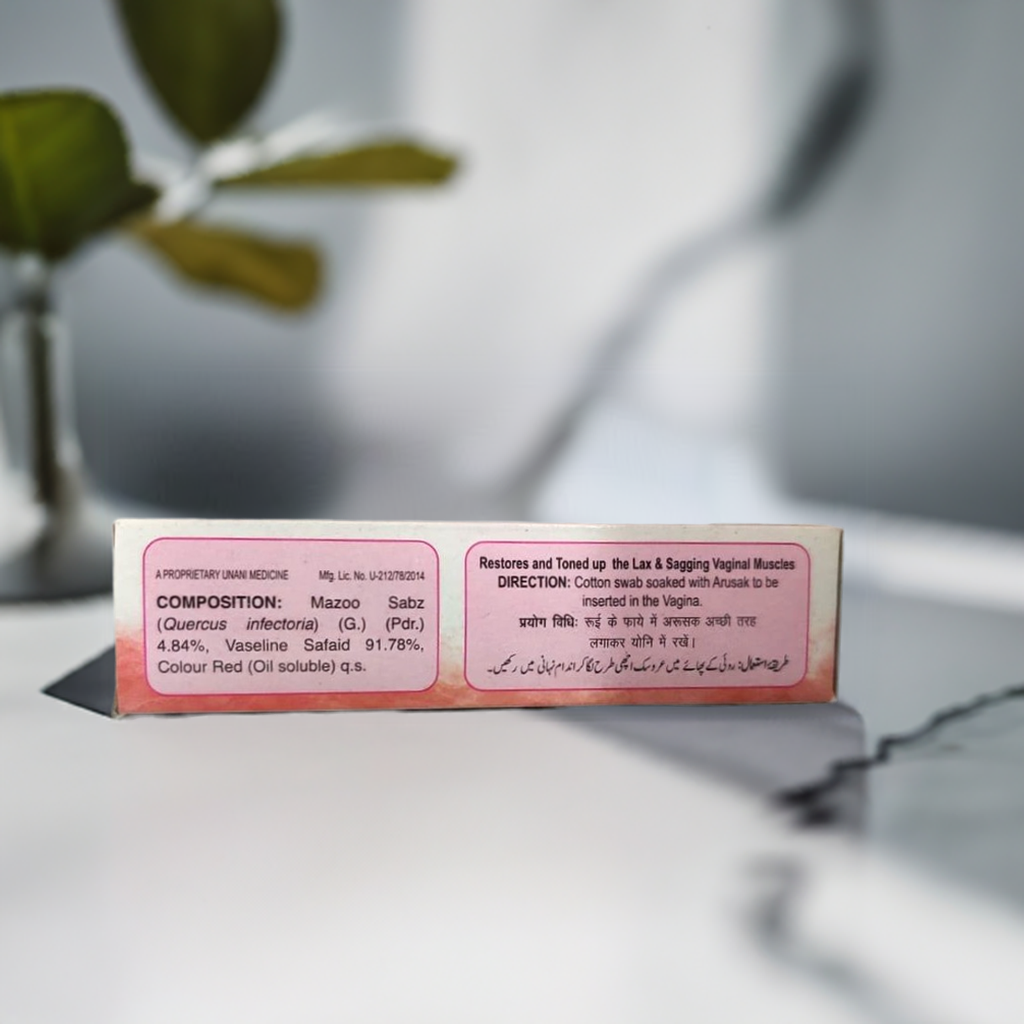 A PROPRIETARY UNANI MEDICINE Mfg. Lic. No. U-212/78/2014
COMPOSITION: Mazoo Sabz
(Quercus infectoria) (G.) (Pdr.)
4.84%, Vaseline Safaid 91.78%,
Colour Red (Oil soluble) q.s.
Restores and Toned up the Lax & Sagging Vaginal Muscles
DIRECTION: Cotton swab soaked with Arusak to be
inserted in the Vagina.
प्रयोग विधि: रूई के फाये में अरूसक अच्छी तरह
लगाकर योनि में रखें।
طریقہ استعمال: روئی کے پھائے میں عروسک اچھی طرح لگا کر اندام نہانی میں رکھیں۔